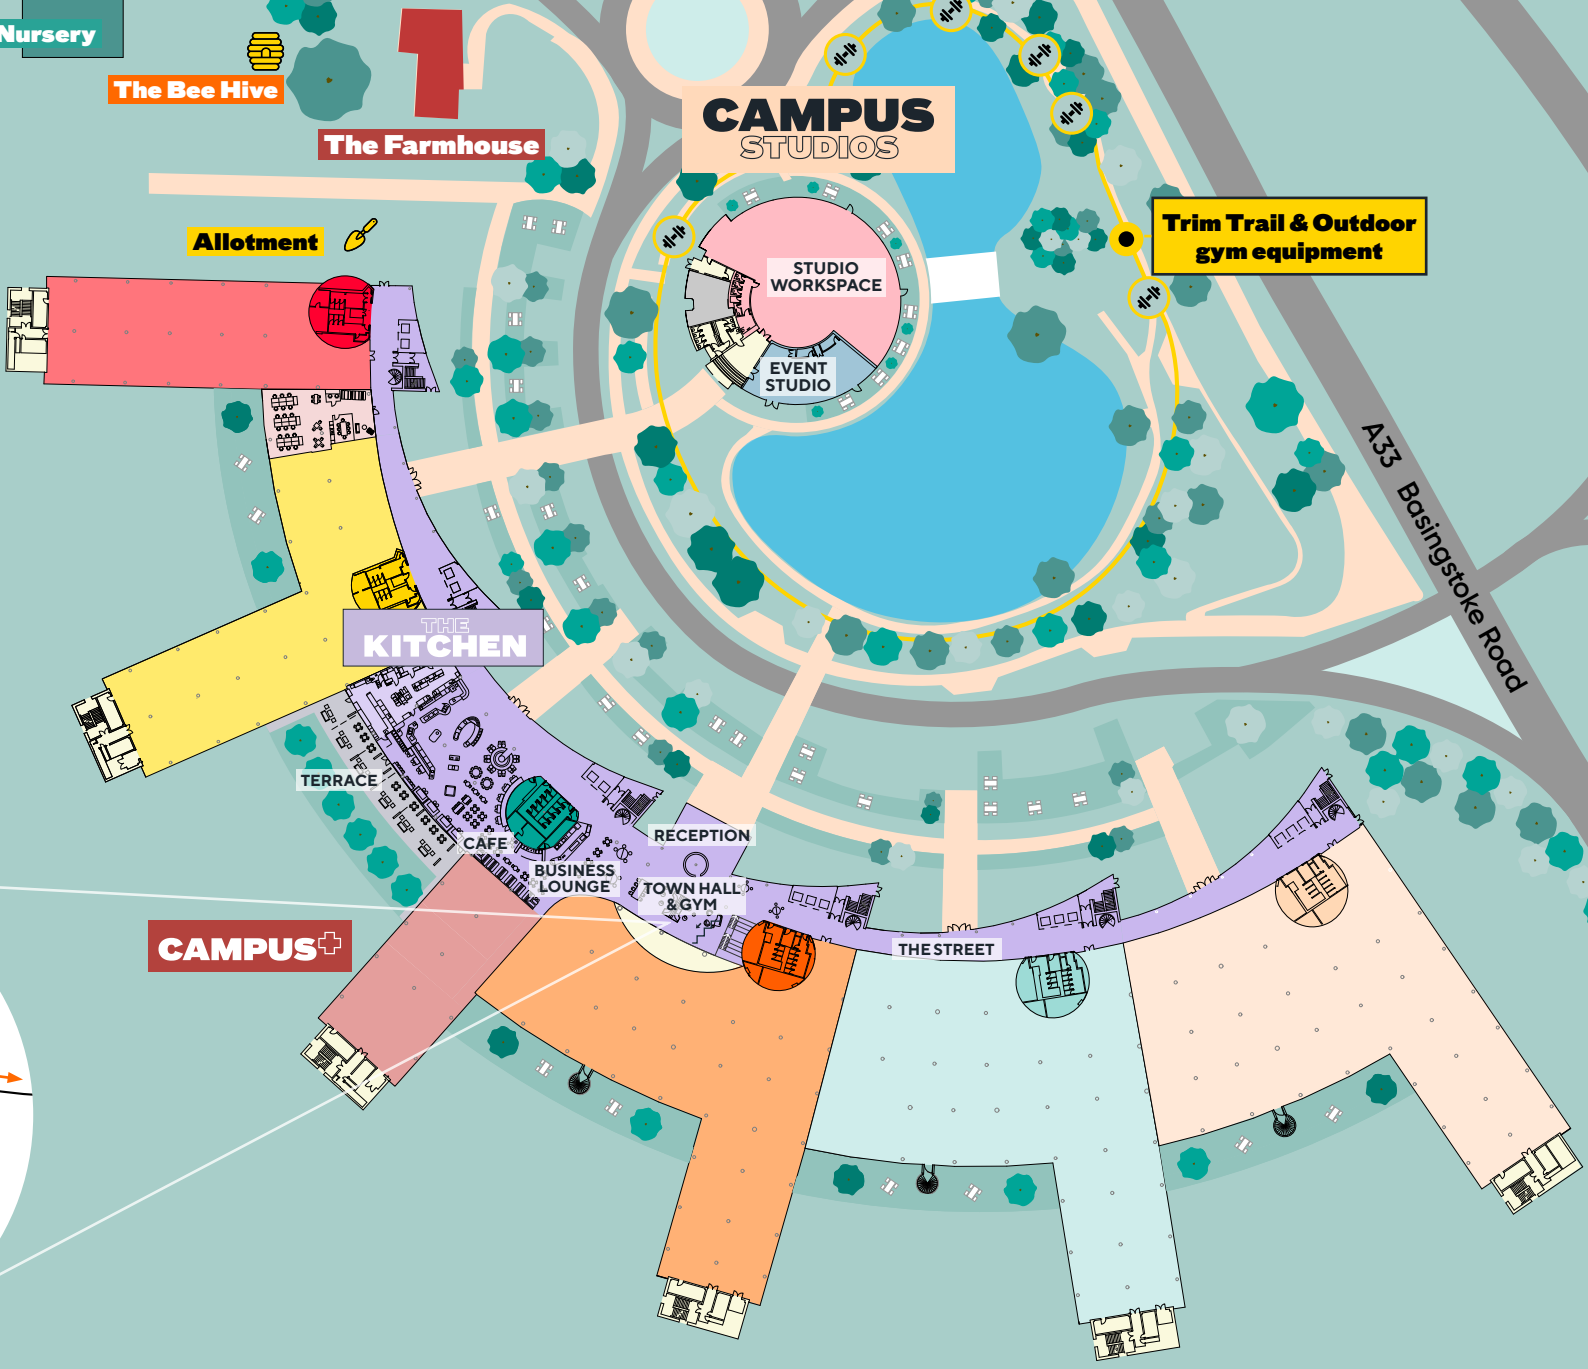 Nursery
The Bee Hive
The Farmhouse
CAMPUS
STUDIOS
Allotment
Trim Trail & Outdoor
gym equipment
STUDIO
WORKSPACE
EVENT
STUDIO
A33 Basingstoke Road
THE
KITCHEN
TERRACE
CAFE
RECEPTION
BUSINESS
LOUNGE
TOWN HALL
& GYM
CAMPUS+
THE STREET